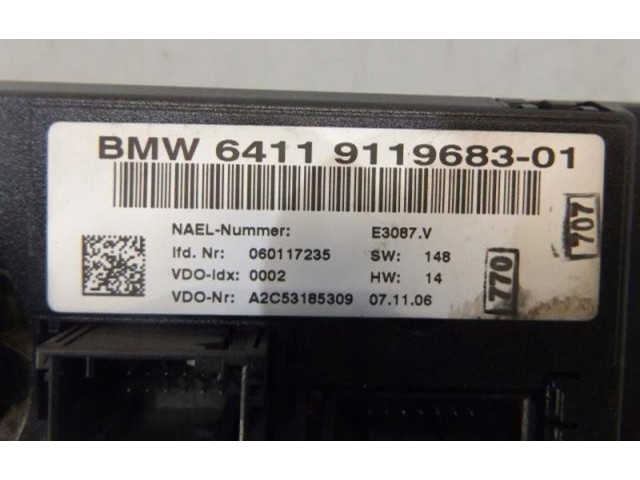 BMW 6411 9119683-01
NAEL-Nummer: E3087.V
lfd. Nr: 060117235 SW: 148
VDO-Idx: 0002 HW: 14
VDO-Nr: A2C53185309 07.11.06
770
707